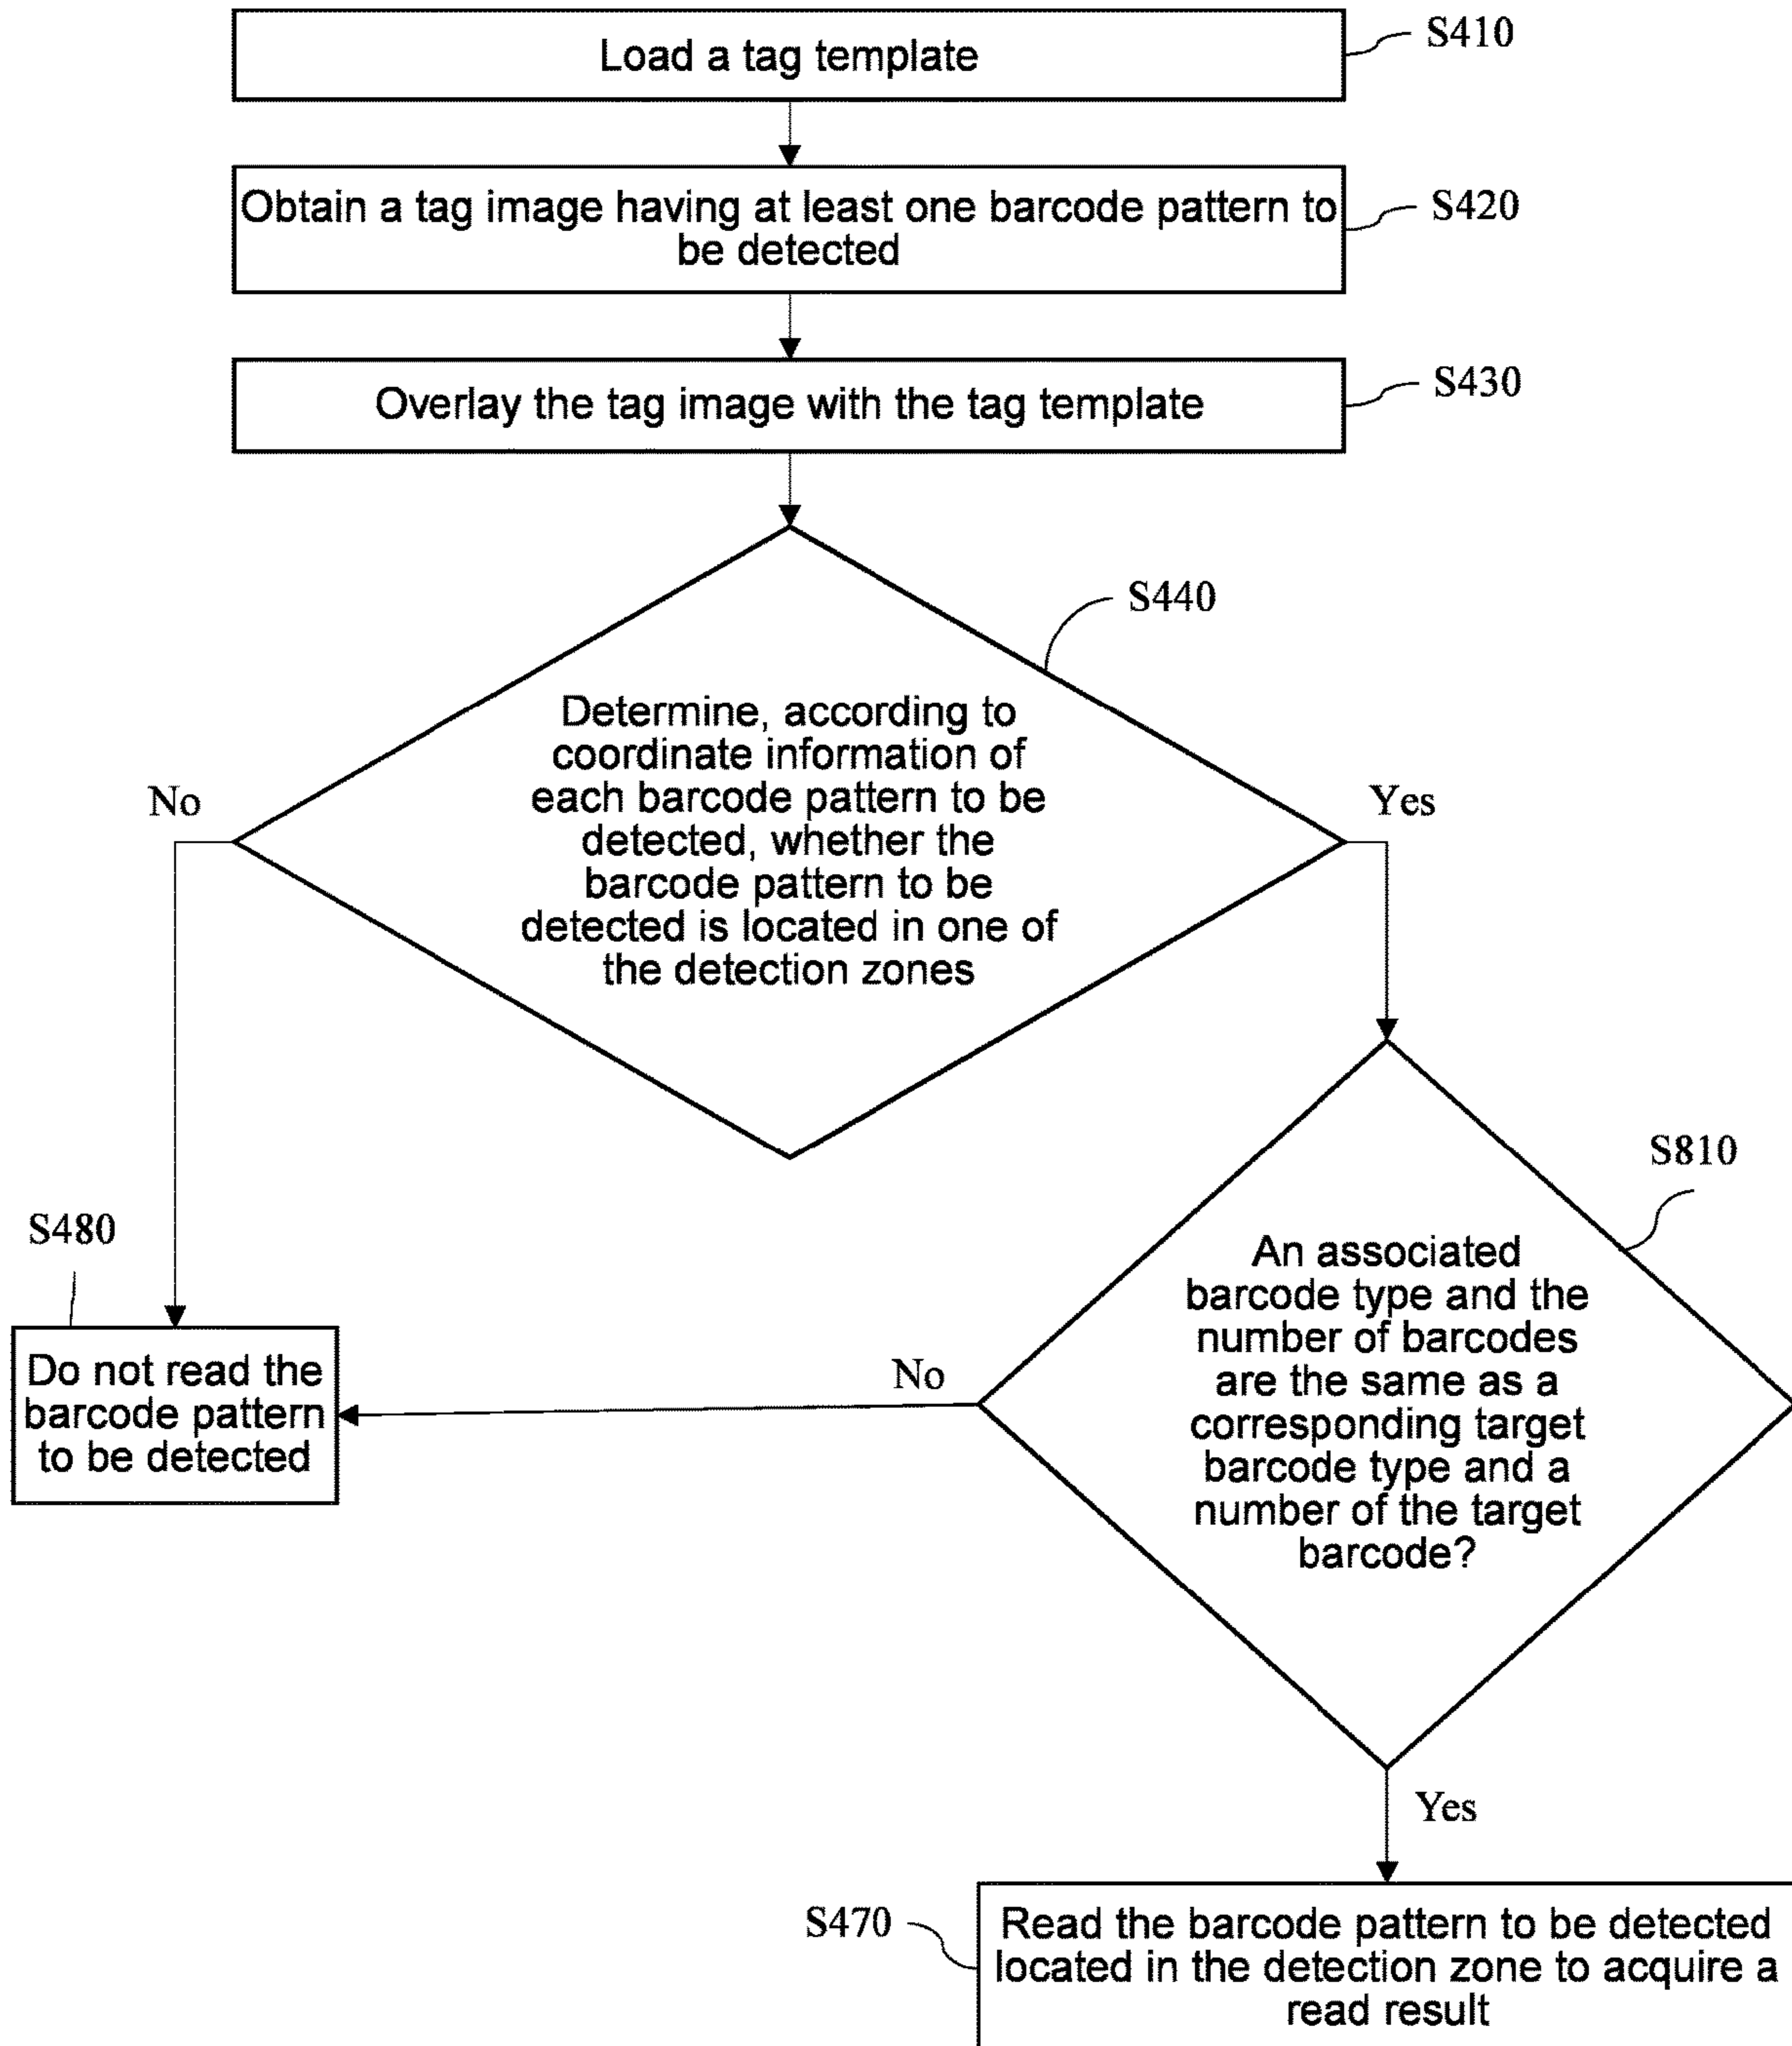 Load a tag template
S410
Obtain a tag image having at least one barcode pattern to
be detected
S420
Overlay the tag image with the tag template
S430
S440
Determine, according to
coordinate information of
each barcode pattern to be
detected, whether the
barcode pattern to be
detected is located in one of
the detection zones
No
Yes
S810
An associated
barcode type and the
number of barcodes
are the same as a
corresponding target
barcode type and a
number of the target
barcode?
No
S480
Do not read the
barcode pattern
to be detected
Yes
S470
Read the barcode pattern to be detected
located in the detection zone to acquire a
read result